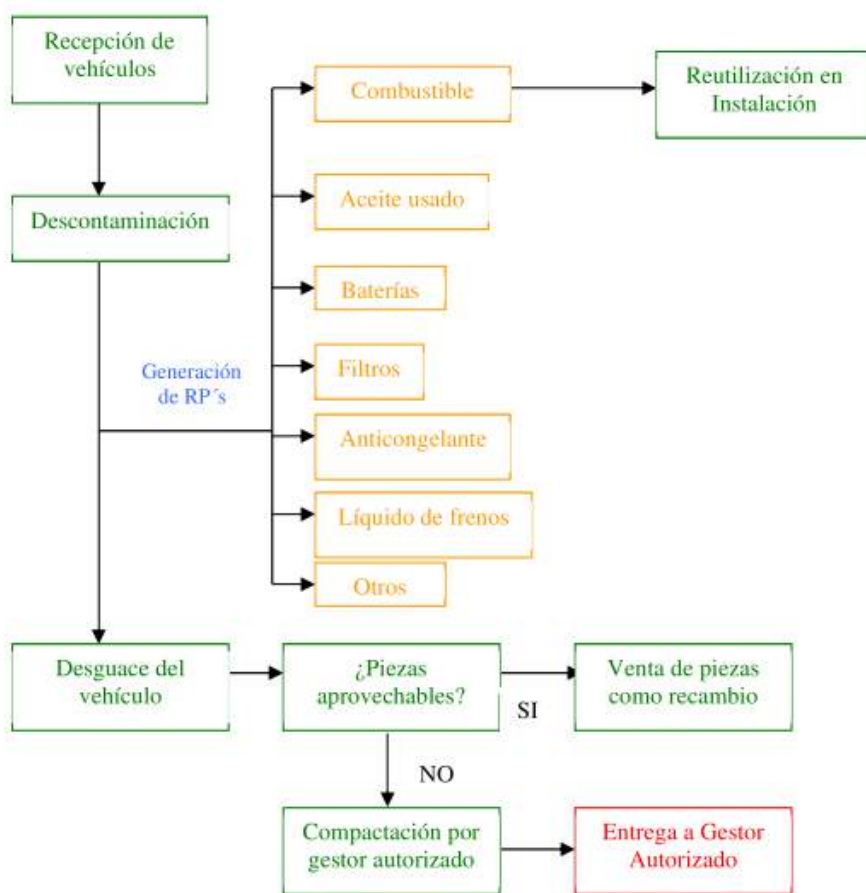 Recepción de
vehículos
Combustible
Reutilización en
Instalación
Descontaminación
Aceite usado
Baterías
Generación
de RP´s
Filtros
Anticongelante
Líquido de frenos
Otros
Desguace del
vehículo
¿Piezas
aprovechables?
SI
Venta de piezas
como recambio
NO
Compactación por
gestor autorizado
Entrega a Gestor
Autorizado